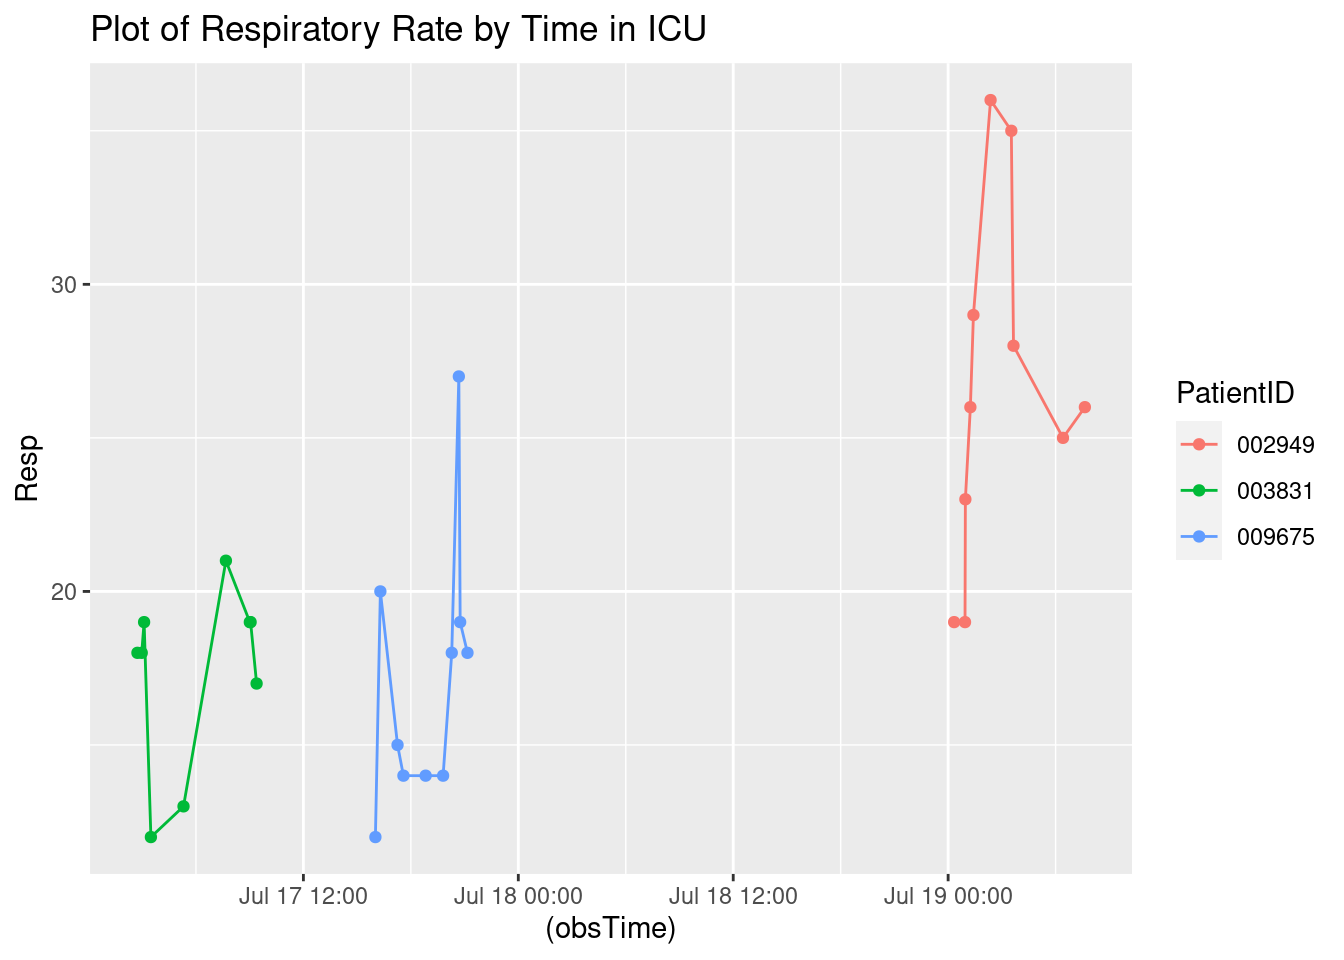 Plot of Respiratory Rate by Time in ICU
Resp
30
20
Jul 17 12:00
Jul 18 00:00
Jul 18 12:00
Jul 19 00:00
(obsTime)
PatientID
002949
003831
009675